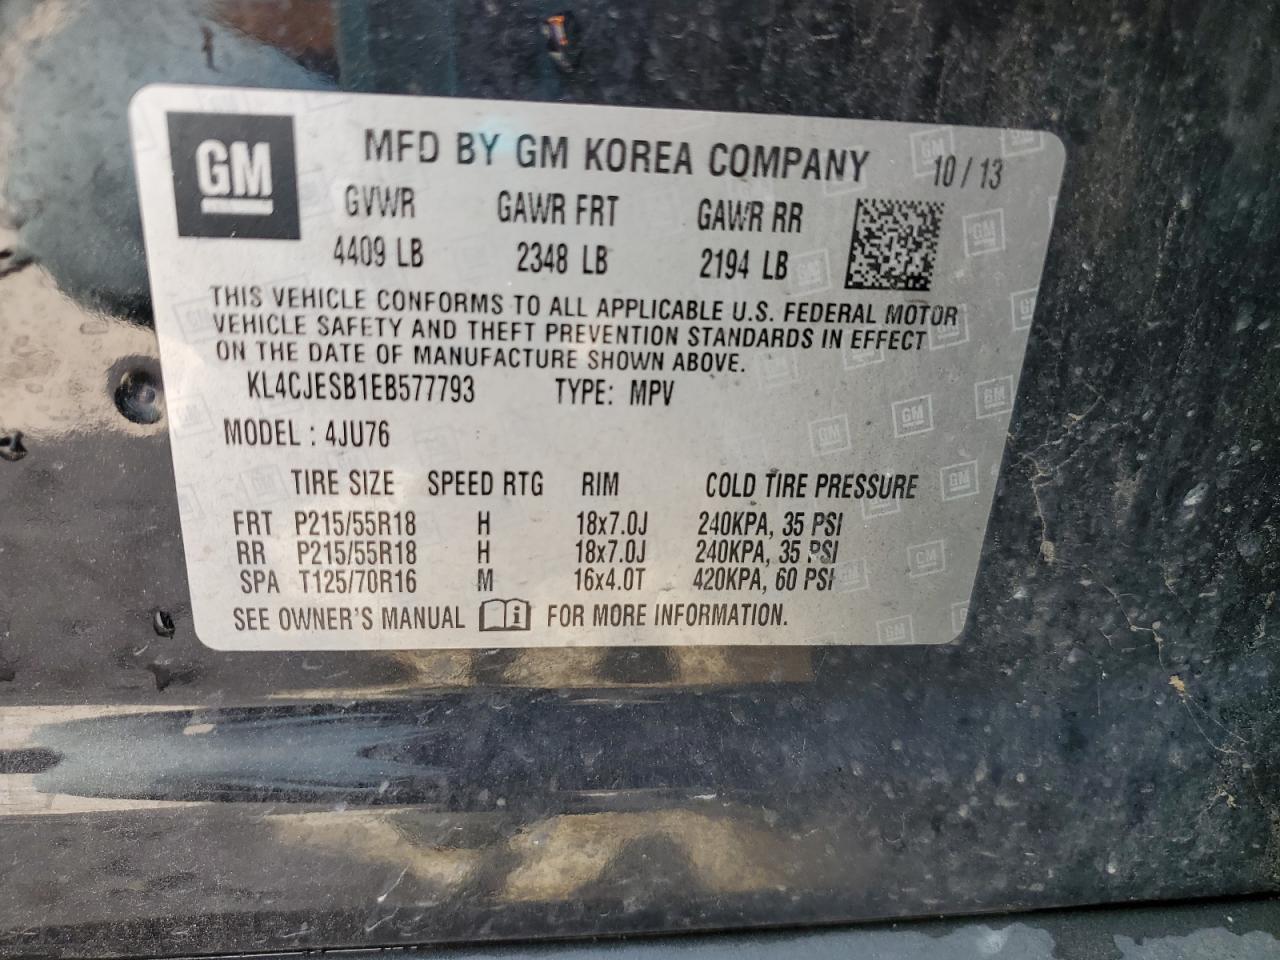 GM
MFD BY GM KOREA COMPANY 10 / 13
GVWR GAWR FRT GAWR RR
4409 LB 2348 LB 2194 LB
THIS VEHICLE CONFORMS TO ALL APPLICABLE U.S. FEDERAL MOTOR
VEHICLE SAFETY AND THEFT PREVENTION STANDARDS IN EFFECT
ON THE DATE OF MANUFACTURE SHOWN ABOVE.
KL4CJESB1EB577793 TYPE: MPV
MODEL : 4JU76
TIRE SIZE SPEED RTG RIM COLD TIRE PRESSURE
FRT P215/55R18 H 18x7.0J 240KPA, 35 PSI
RR P215/55R18 H 18x7.0J 240KPA, 35 PSI
SPA T125/70R16 M 16x4.0T 420KPA, 60 PSI
SEE OWNER'S MANUAL i FOR MORE INFORMATION.